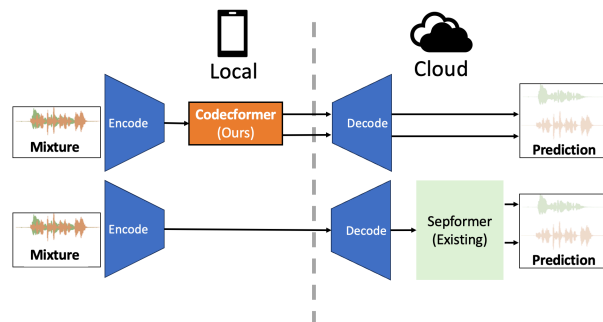 Local
Cloud
Encode
Codecformer
(Ours)
Decode
Mixture
Prediction
Encode
Decode
Sepformer
(Existing)
Mixture
Prediction